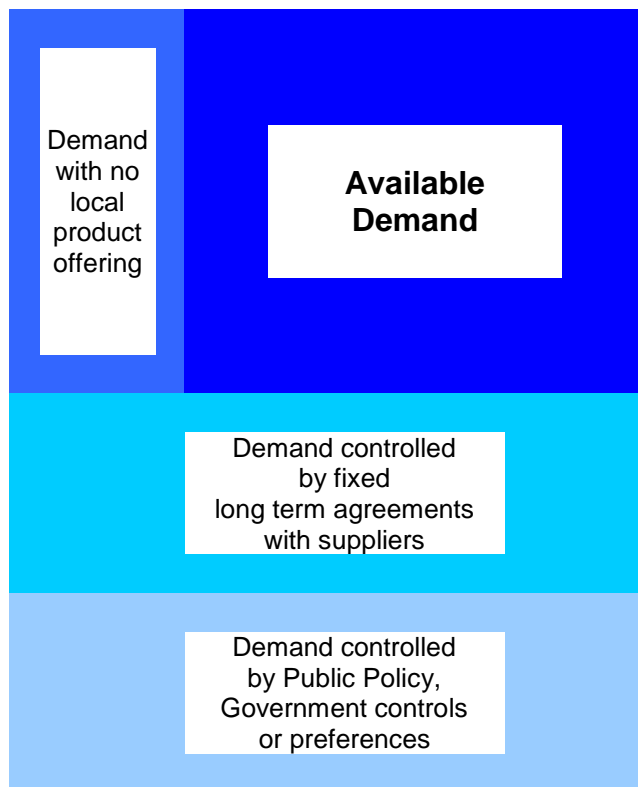 Demand
with no
local
product
offering
Available
Demand
Demand controlled
by fixed
long term agreements
with suppliers
Demand controlled
by Public Policy,
Government controls
or preferences